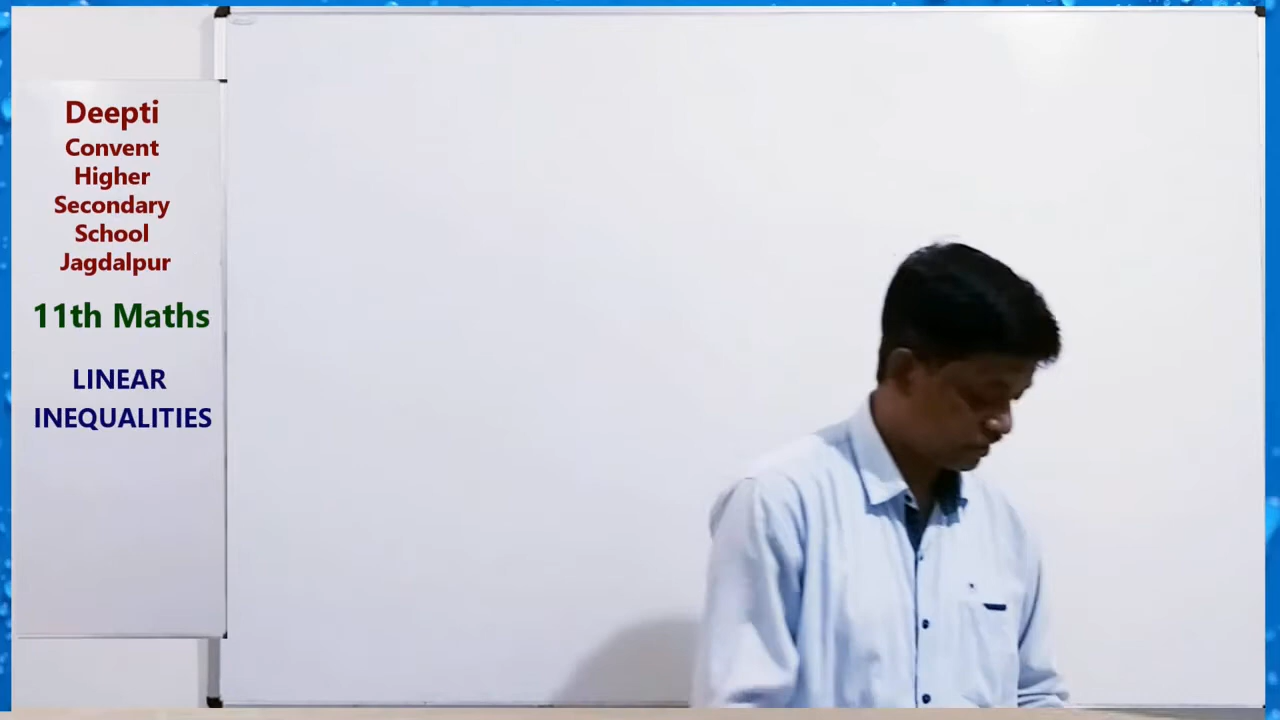 Deepti
Convent
Higher
Secondary
School
Jagdalpur
11th Maths
LINEAR
INEQUALITIES